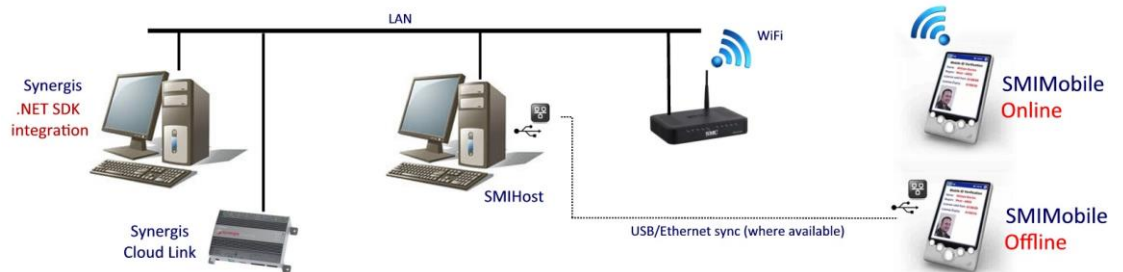 LAN
WiFi
Synergis
.NET SDK
integration
SMIHost
SMIMobile
Online
Synergis
Cloud Link
USB/Ethernet sync (where available)
SMIMobile
Offline